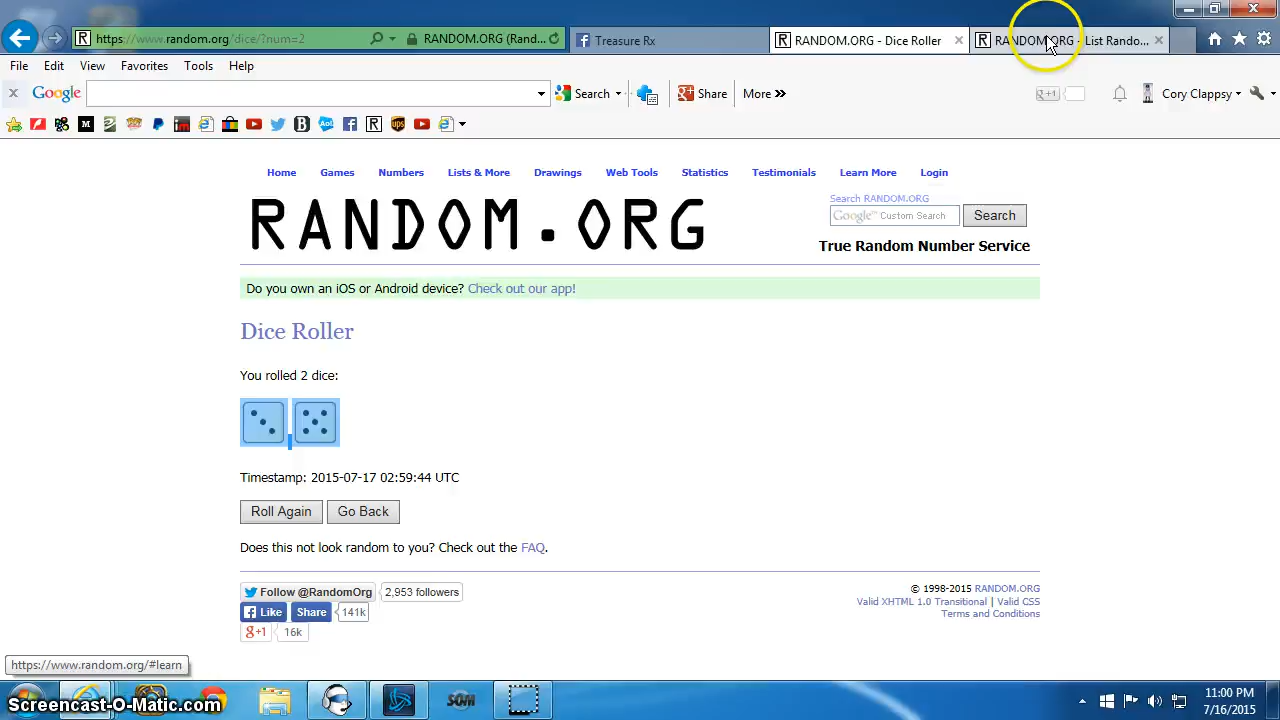 https://www.random.org/dice/?num=2
RANDOM.ORG (Rand...
Treasure Rx
RANDOM.ORG - Dice Roller
RANDOM.ORG - List Rando...
File Edit View Favorites Tools Help
Google
Search
Share
More »
g+1
Cory Clappsy
Home Games Numbers Lists & More Drawings Web Tools Statistics Testimonials Learn More Login
RANDOM.ORG
Search RANDOM.ORG
Google™ Custom Search
Search
True Random Number Service
Do you own an iOS or Android device? Check out our app!
Dice Roller
You rolled 2 dice:
Timestamp: 2015-07-17 02:59:44 UTC
Roll Again
Go Back
Does this not look random to you? Check out the FAQ.
Follow @RandomOrg
2,953 followers
Like
Share
141k
g+1
16k
© 1998-2015 RANDOM.ORG
Valid XHTML 1.0 Transitional | Valid CSS
Terms and Conditions
https://www.random.org/#learn
Screencast-O-Matic.com
SOM
11:00 PM
7/16/2015